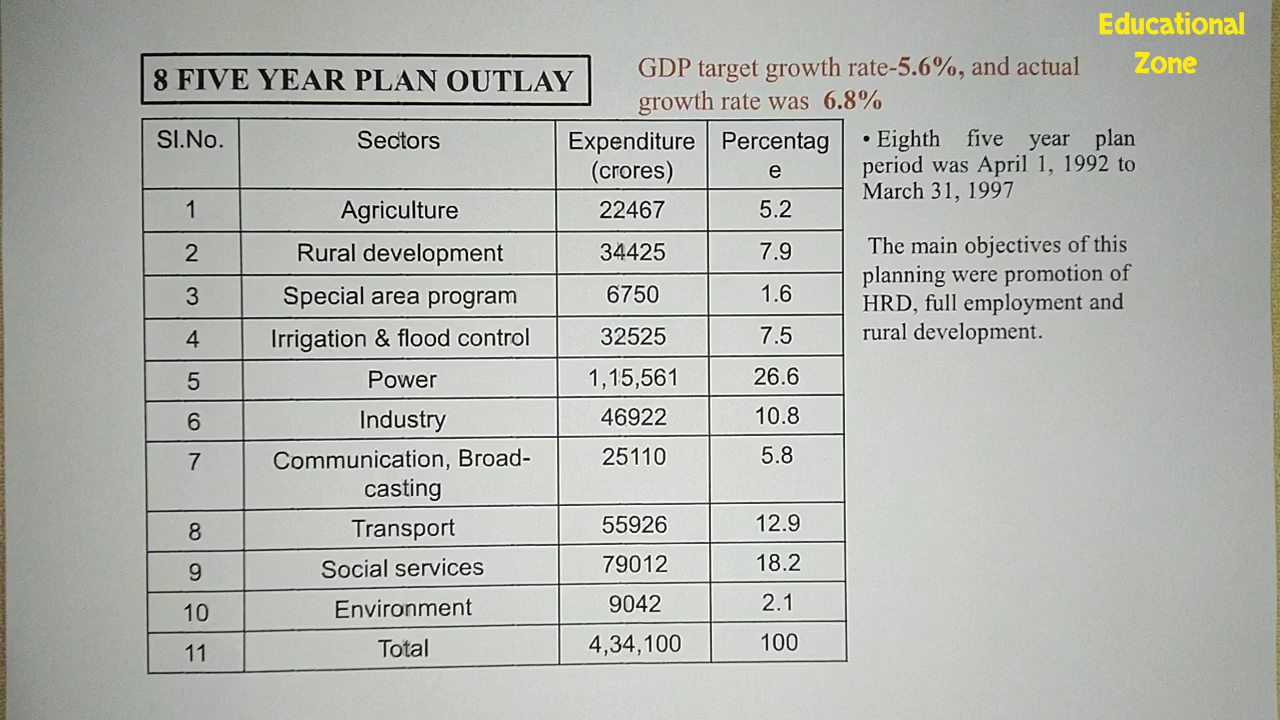 Educational
Zone
8 FIVE YEAR PLAN OUTLAY
GDP target growth rate-5.6%, and actual
growth rate was 6.8%
Sl.No. Sectors Expenditure (crores) Percentag e
1 Agriculture 22467 5.2
2 Rural development 34425 7.9
3 Special area program 6750 1.6
4 Irrigation & flood control 32525 7.5
5 Power 1,15,561 26.6
6 Industry 46922 10.8
7 Communication, Broad- casting 25110 5.8
8 Transport 55926 12.9
9 Social services 79012 18.2
10 Environment 9042 2.1
11 Total 4,34,100 100
• Eighth five year plan
period was April 1, 1992 to
March 31, 1997
The main objectives of this
planning were promotion of
HRD, full employment and
rural development.